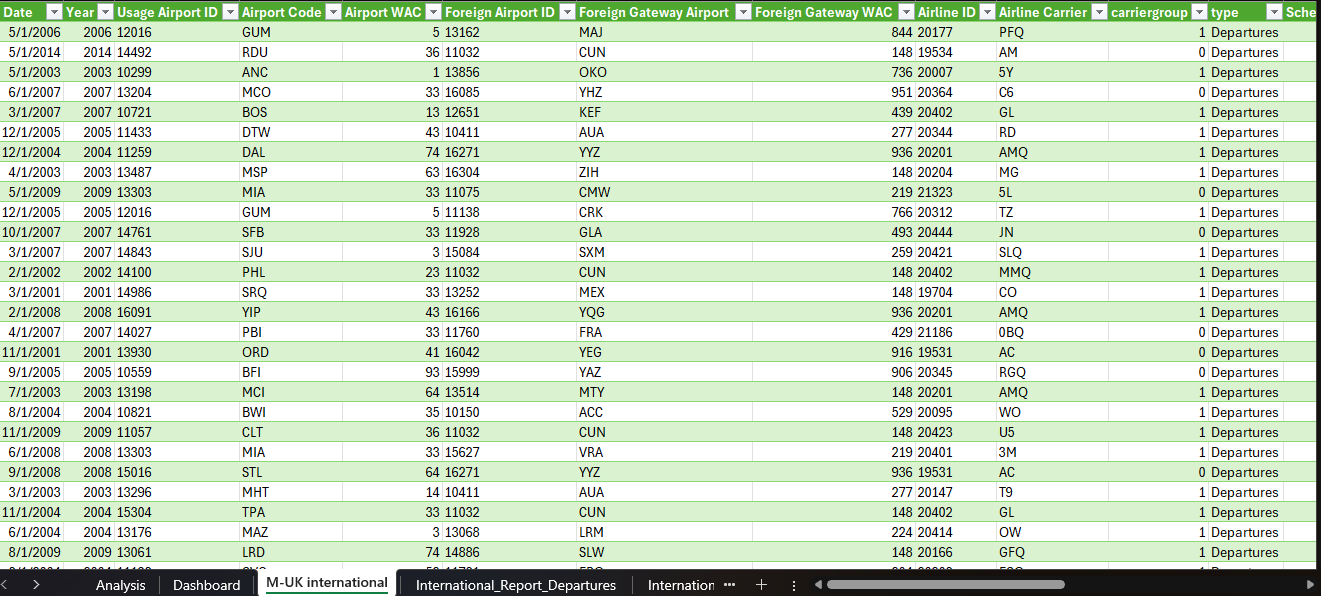 Date Year Usage Airport ID Airport Code Airport WAC Foreign Airport ID Foreign Gateway Airport Foreign Gateway WAC Airline ID Airline Carrier carriergroup type Sche
5/1/2006 2006 12016 GUM 5 13162 MAJ 844 20177 PFQ 1 Departures
5/1/2014 2014 14492 RDU 36 11032 CUN 148 19534 AM 0 Departures
5/1/2003 2003 10299 ANC 1 13856 OKO 736 20007 5Y 1 Departures
6/1/2007 2007 13204 MCO 33 16085 YHZ 951 20364 C6 0 Departures
3/1/2007 2007 10721 BOS 13 12651 KEF 439 20402 GL 1 Departures
12/1/2005 2005 11433 DTW 43 10411 AUA 277 20344 RD 1 Departures
12/1/2004 2004 11259 DAL 74 16271 YYZ 936 20201 AMQ 1 Departures
4/1/2003 2003 13487 MSP 63 16304 ZIH 148 20204 MG 1 Departures
5/1/2009 2009 13303 MIA 33 11075 CMW 219 21323 5L 0 Departures
12/1/2005 2005 12016 GUM 5 11138 CRK 766 20312 TZ 1 Departures
10/1/2007 2007 14761 SFB 33 11928 GLA 493 20444 JN 0 Departures
3/1/2007 2007 14843 SJU 3 15084 SXM 259 20421 SLQ 1 Departures
2/1/2002 2002 14100 PHL 23 11032 CUN 148 20402 MMQ 1 Departures
3/1/2001 2001 14986 SRQ 33 13252 MEX 148 19704 CO 1 Departures
2/1/2008 2008 16091 YIP 43 16166 YQG 936 20201 AMQ 1 Departures
4/1/2007 2007 14027 PBI 33 11760 FRA 429 21186 0BQ 0 Departures
11/1/2001 2001 13930 ORD 41 16042 YEG 916 19531 AC 0 Departures
9/1/2005 2005 10559 BFI 93 15999 YAZ 906 20345 RGQ 0 Departures
7/1/2003 2003 13198 MCI 64 13514 MTY 148 20201 AMQ 1 Departures
8/1/2004 2004 10821 BWI 35 10150 ACC 529 20095 WO 1 Departures
11/1/2009 2009 11057 CLT 36 11032 CUN 148 20423 U5 1 Departures
6/1/2008 2008 13303 MIA 33 15627 VRA 219 20401 3M 1 Departures
9/1/2008 2008 15016 STL 64 16271 YYZ 936 19531 AC 0 Departures
3/1/2003 2003 13296 MHT 14 10411 AUA 277 20147 T9 1 Departures
11/1/2004 2004 15304 TPA 33 11032 CUN 148 20402 GL 1 Departures
6/1/2004 2004 13176 MAZ 3 13068 LRM 224 20414 OW 1 Departures
8/1/2009 2009 13061 LRD 74 14886 SLW 148 20166 GFQ 1 Departures
Analysis Dashboard M-UK international International_Report_Departures Internation